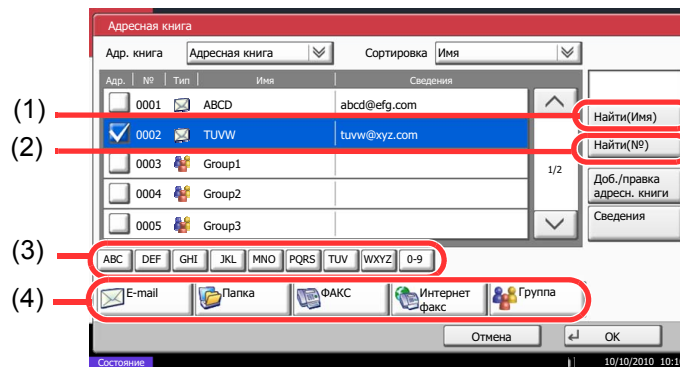 Адресная книга
Адр. книга Адресная книга Сортировка Имя
Адр. № Тип Имя Сведения
0001 ABCD abcd@efg.com
(1) Найти(Имя)
0002 TUVW tuvw@xyz.com
(2) Найти(№)
0003 Group1 1/2
Доб./правка
адресн. книги
0004 Group2
0005 Group3 Сведения
(3) ABC DEF GHI JKL MNO PQRS TUV WXYZ 0-9
(4) E-mail Папка ФАКС Интернет факс Группа
Отмена OK
Состояние 10/10/2010 10:10